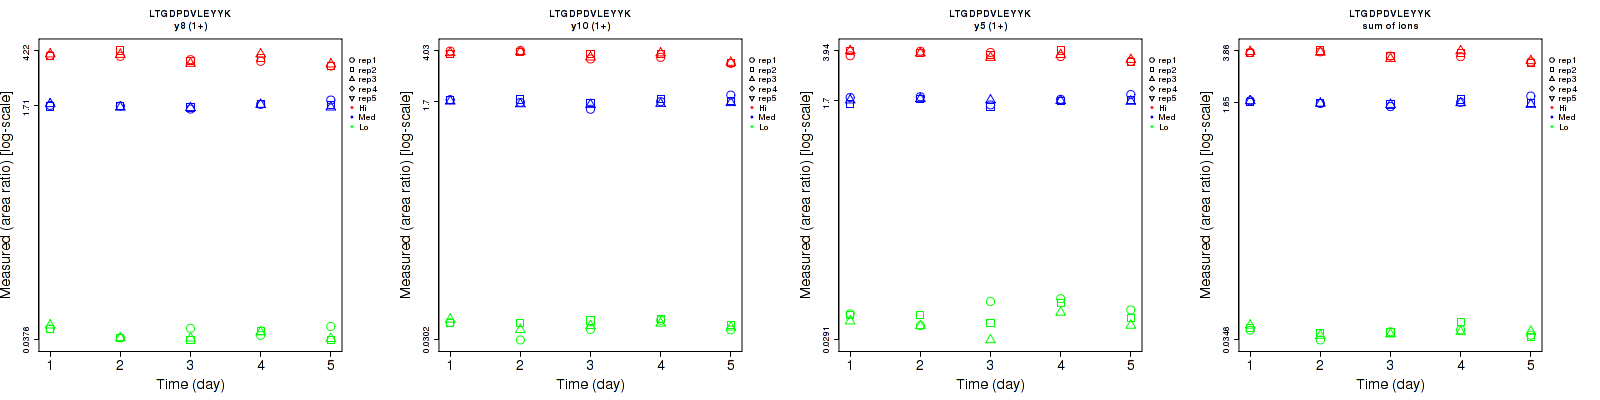 LTGDPDVLEYYK
y8 (1+)
Measured (area ratio) [log-scale]
4.22
1.71
0.0376
1 2 3 4 5
Time (day)
rep1
rep2
rep3
rep4
rep5
Hi
Med
Lo
LTGDPDVLEYYK
y10 (1+)
Measured (area ratio) [log-scale]
4.03
1.7
0.0302
1 2 3 4 5
Time (day)
rep1
rep2
rep3
rep4
rep5
Hi
Med
Lo
LTGDPDVLEYYK
y5 (1+)
Measured (area ratio) [log-scale]
3.94
1.7
0.0291
1 2 3 4 5
Time (day)
rep1
rep2
rep3
rep4
rep5
Hi
Med
Lo
LTGDPDVLEYYK
sum of ions
Measured (area ratio) [log-scale]
3.86
1.65
0.0346
1 2 3 4 5
Time (day)
rep1
rep2
rep3
rep4
rep5
Hi
Med
Lo